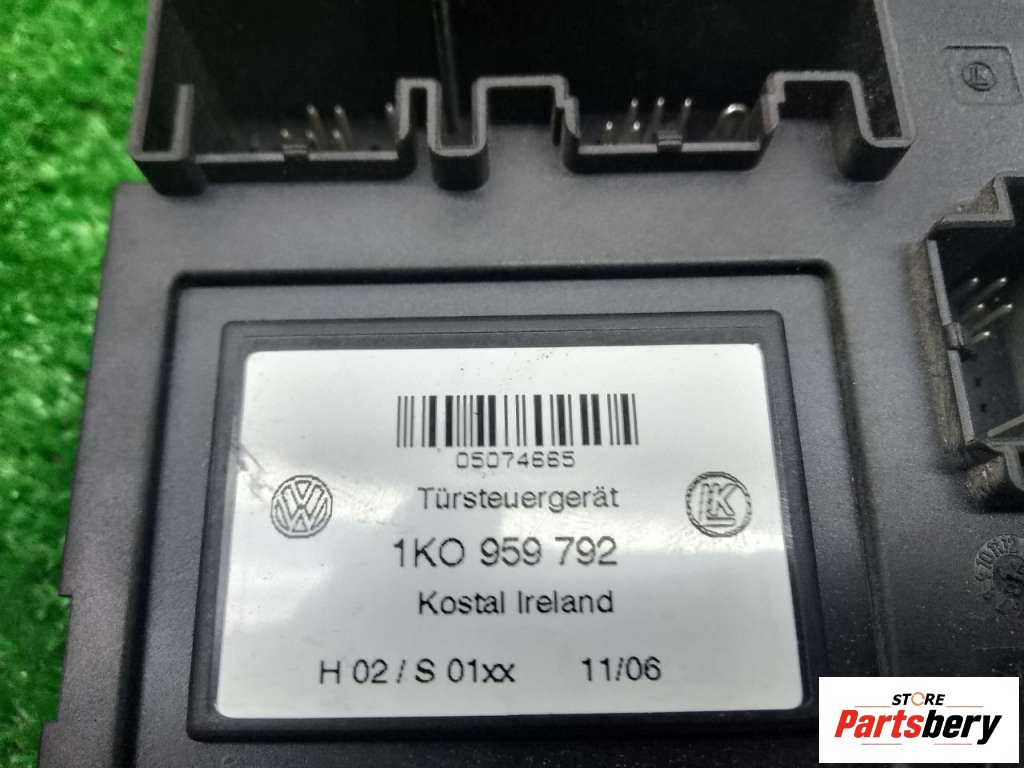 05074665
Türsteuergerät
1KO 959 792
Kostal Ireland
H 02 / S 01xx 11/06
STORE
Partsbery